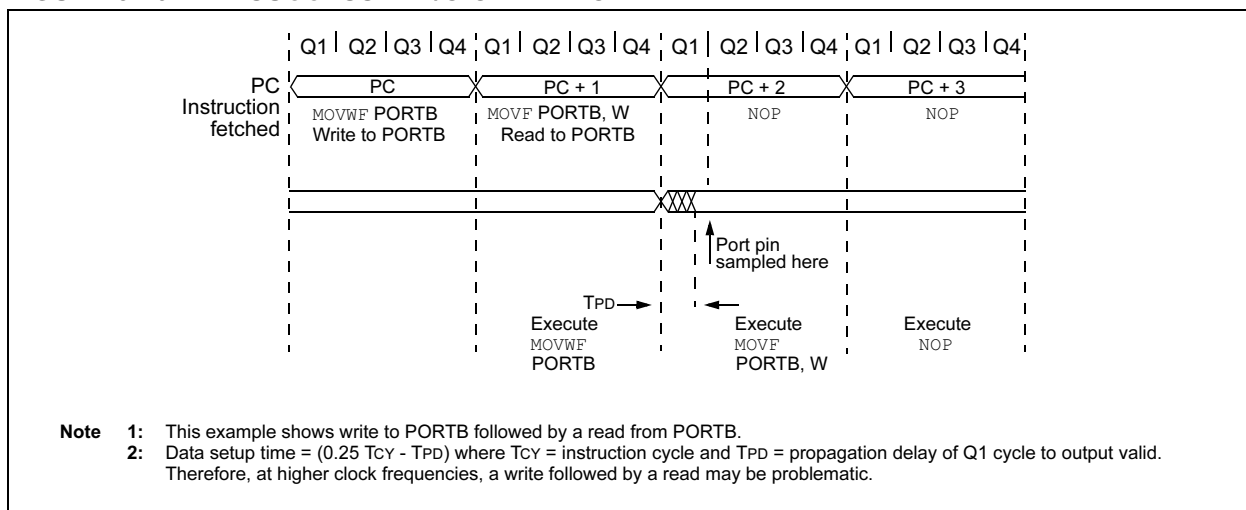 Q1 Q2 Q3 Q4 Q1 Q2 Q3 Q4 Q1 Q2 Q3 Q4 Q1 Q2 Q3 Q4
PC PC PC + 1 PC + 2 PC + 3
Instruction
fetched
MOVWF PORTB MOVF PORTB, W NOP NOP
Write to PORTB Read to PORTB
Port pin
sampled here
TPD
Execute Execute Execute
MOVWF MOVF NOP
PORTB PORTB, W
Note 1: This example shows write to PORTB followed by a read from PORTB.
2: Data setup time = (0.25 TCY - TPD) where TCY = instruction cycle and TPD = propagation delay of Q1 cycle to output valid.
Therefore, at higher clock frequencies, a write followed by a read may be problematic.